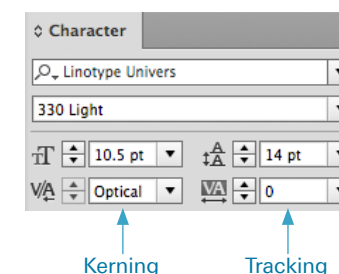 Character
Linotype Univers
330 Light
10.5 pt 14 pt
Optical 0
Kerning Tracking